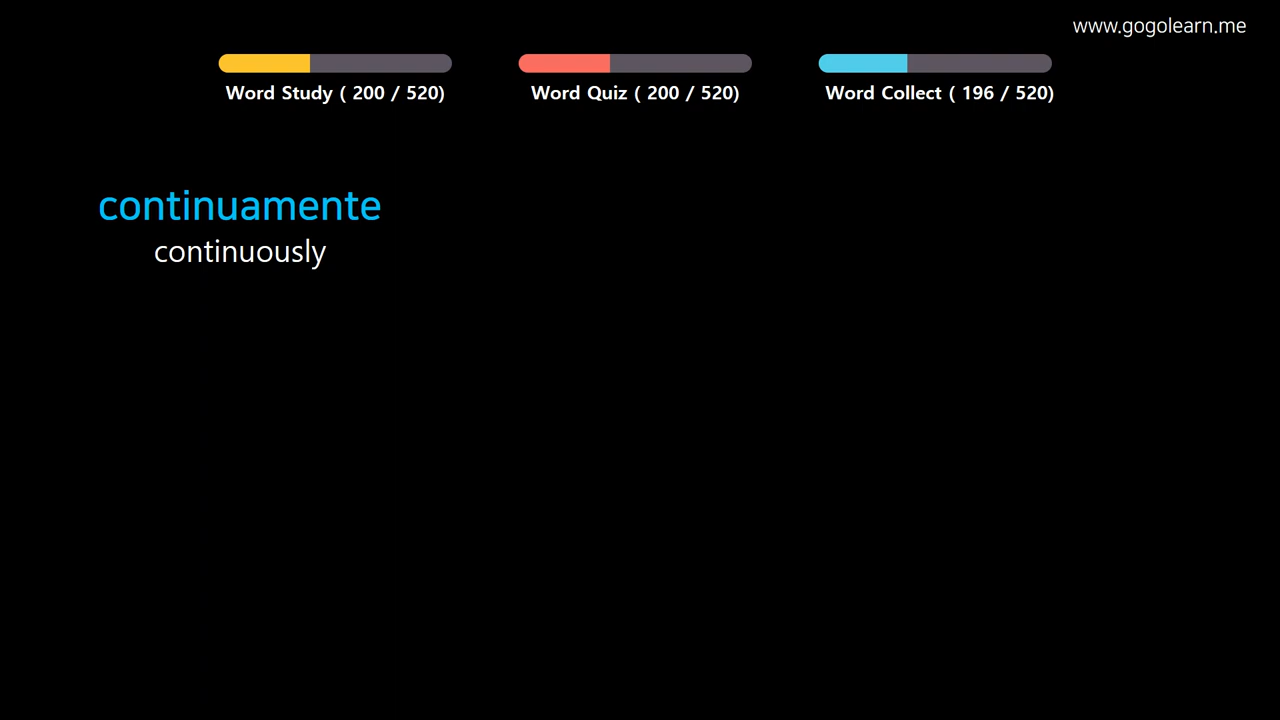 www.gogolearn.me
Word Study ( 200 / 520)
Word Quiz ( 200 / 520)
Word Collect ( 196 / 520)
continuamente
continuously